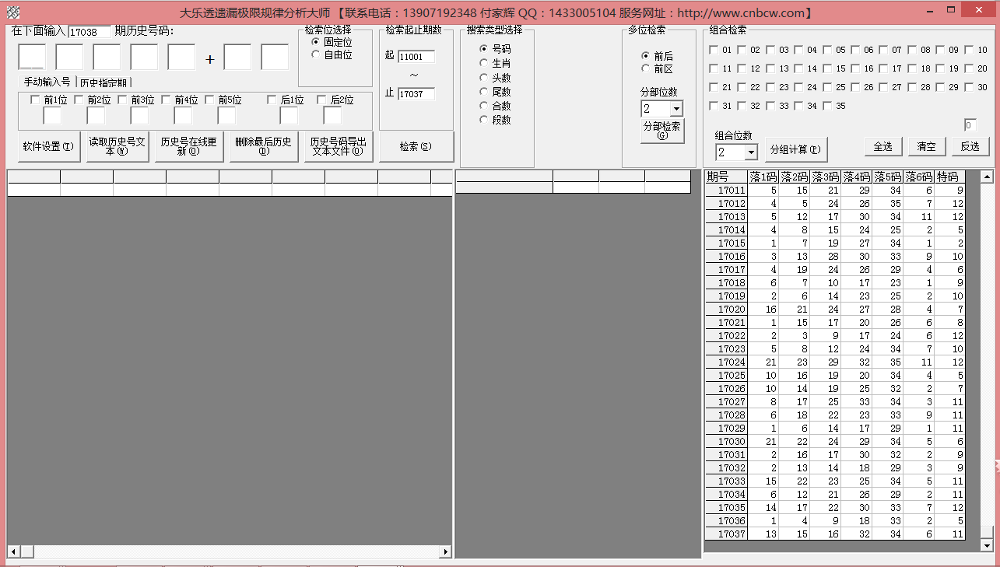 大乐透遗漏极限规律分析大师 【联系电话：13907192348 付家辉 QQ：1433005104 服务网址：http://www.cnbcw.com】
在下面输入 17038 期历史号码:
+
手动输入号 历史指定期
前1位 前2位 前3位 前4位 前5位 后1位 后2位
软件设置(I) 读取历史号文本(W) 历史号在线更新(O) 删除最后历史(D) 历史号码导出文本文件(U) 检索(S)
检索位选择
固定位
自由位
检索起止期数
起 11001
～
止 17037
搜索类型选择
号码
生肖
头数
尾数
合数
段数
多位检索
前后
前区
分部位数
2
分部检索(G)
组合检索
01 02 03 04 05 06 07 08 09 10
11 12 13 14 15 16 17 18 19 20
21 22 23 24 25 26 27 28 29 30
31 32 33 34 35
0
组合位数
2 分组计算(P) 全选 清空 反选
期号 落1码 落2码 落3码 落4码 落5码 落6码 特码
17011 5 15 21 29 34 6 9
17012 4 5 24 26 35 7 12
17013 5 12 17 30 34 11 12
17014 4 8 15 24 25 2 5
17015 1 7 19 27 34 1 2
17016 3 13 28 30 33 9 10
17017 4 19 24 26 29 4 6
17018 6 7 10 17 23 1 9
17019 2 6 14 23 25 2 10
17020 16 21 24 27 28 4 7
17021 1 15 17 20 26 6 8
17022 2 3 9 17 24 6 12
17023 5 8 12 24 34 7 10
17024 21 23 29 32 35 11 12
17025 10 16 19 20 34 4 5
17026 10 14 19 25 32 2 7
17027 8 17 25 33 34 3 11
17028 6 18 22 23 33 9 11
17029 1 6 14 17 29 1 11
17030 21 22 24 29 34 5 6
17031 2 16 17 30 32 2 9
17032 2 13 14 18 29 3 9
17033 15 22 23 25 34 5 11
17034 6 12 21 26 29 2 11
17035 14 17 22 30 33 7 12
17036 1 4 9 18 33 2 5
17037 13 15 16 32 34 6 11